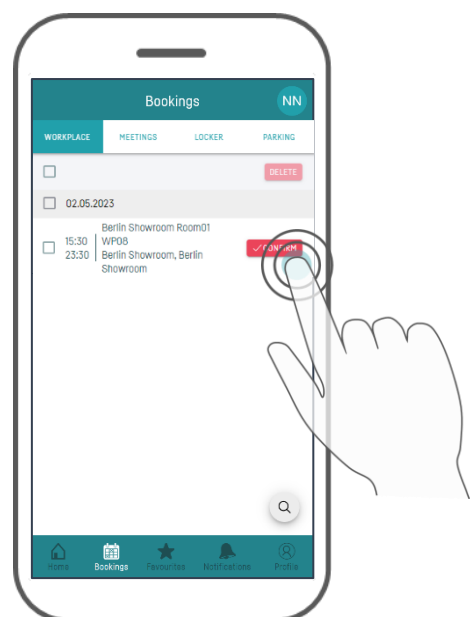 Bookings
NN
WORKPLACE MEETINGS LOCKER PARKING
DELETE
02.05.2023
Berlin Showroom Room01
15:30 WP08
23:30 Berlin Showroom, Berlin
Showroom
CONFIRM
Home Bookings Favourites Notifications Profile